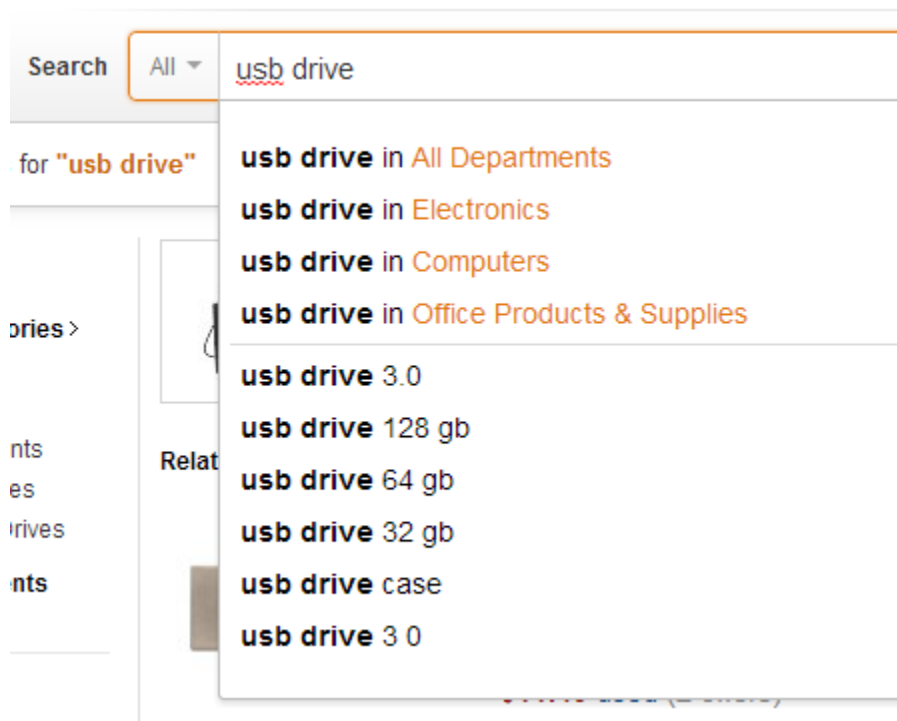 Search All usb drive
for "usb drive"
usb drive in All Departments
usb drive in Electronics
usb drive in Computers
usb drive in Office Products & Supplies
usb drive 3.0
usb drive 128 gb
usb drive 64 gb
usb drive 32 gb
usb drive case
usb drive 3 0
ories >
nts
es
rives
nts
Relat